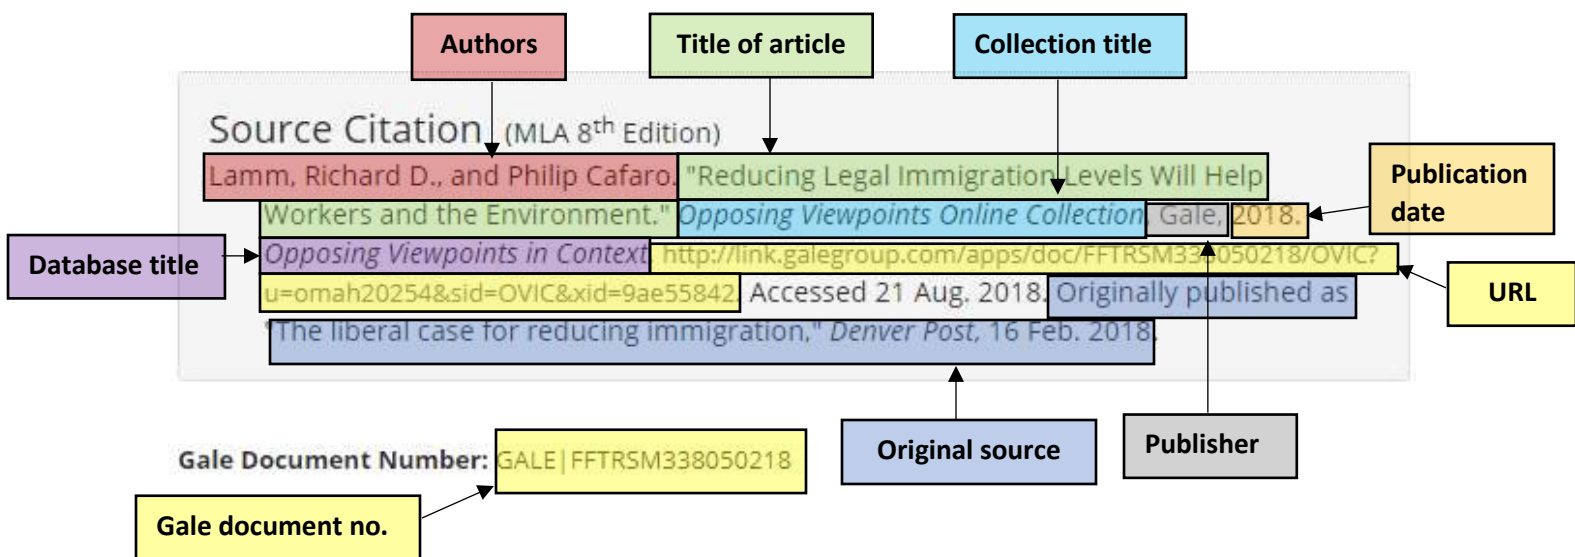 Authors
Title of article
Collection title
Source Citation (MLA 8th Edition)
Lamm, Richard D., and Philip Cafaro. "Reducing Legal Immigration Levels Will Help
Workers and the Environment." Opposing Viewpoints Online Collection, Gale, 2018.
Opposing Viewpoints in Context, http://link.galegroup.com/apps/doc/FFTRSM338050218/OVIC?
u=omah20254&sid=OVIC&xid=9ae55842. Accessed 21 Aug. 2018. Originally published as
"The liberal case for reducing immigration," Denver Post, 16 Feb. 2018.
Publication
date
Database title
URL
Original source
Publisher
Gale Document Number: GALE|FFTRSM338050218
Gale document no.